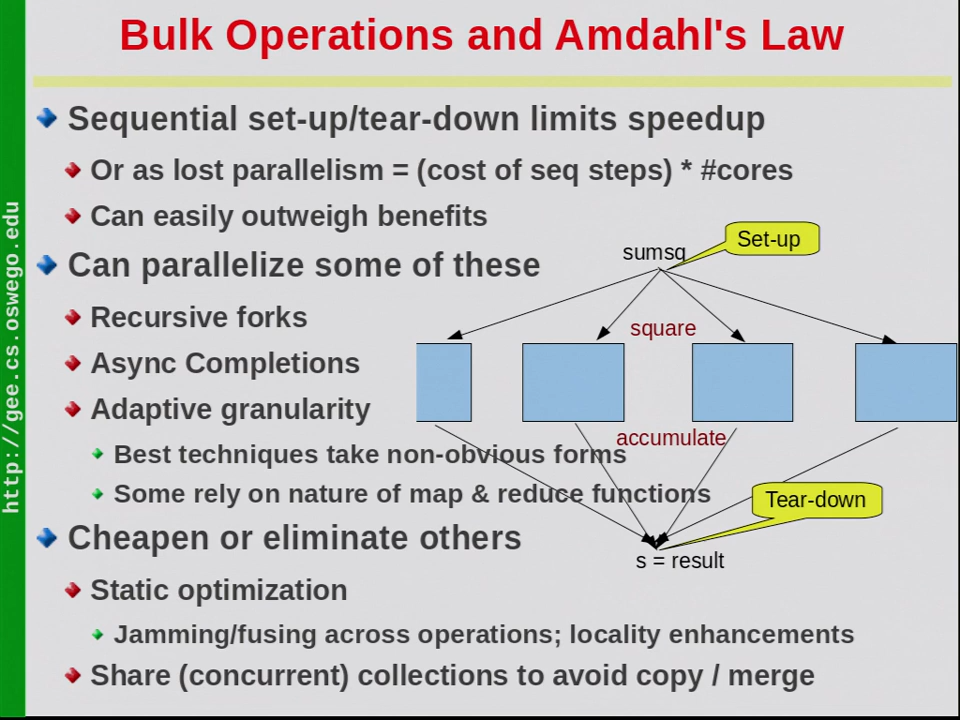 Bulk Operations and Amdahl's Law
Sequential set-up/tear-down limits speedup
Or as lost parallelism = (cost of seq steps) * #cores
Can easily outweigh benefits
Can parallelize some of these
Recursive forks
Async Completions
Adaptive granularity
Best techniques take non-obvious forms
Some rely on nature of map & reduce functions
Cheapen or eliminate others
Static optimization
Jamming/fusing across operations; locality enhancements
Share (concurrent) collections to avoid copy / merge
sumsq
Set-up
square
accumulate
Tear-down
s = result
http://gee.cs.oswego.edu